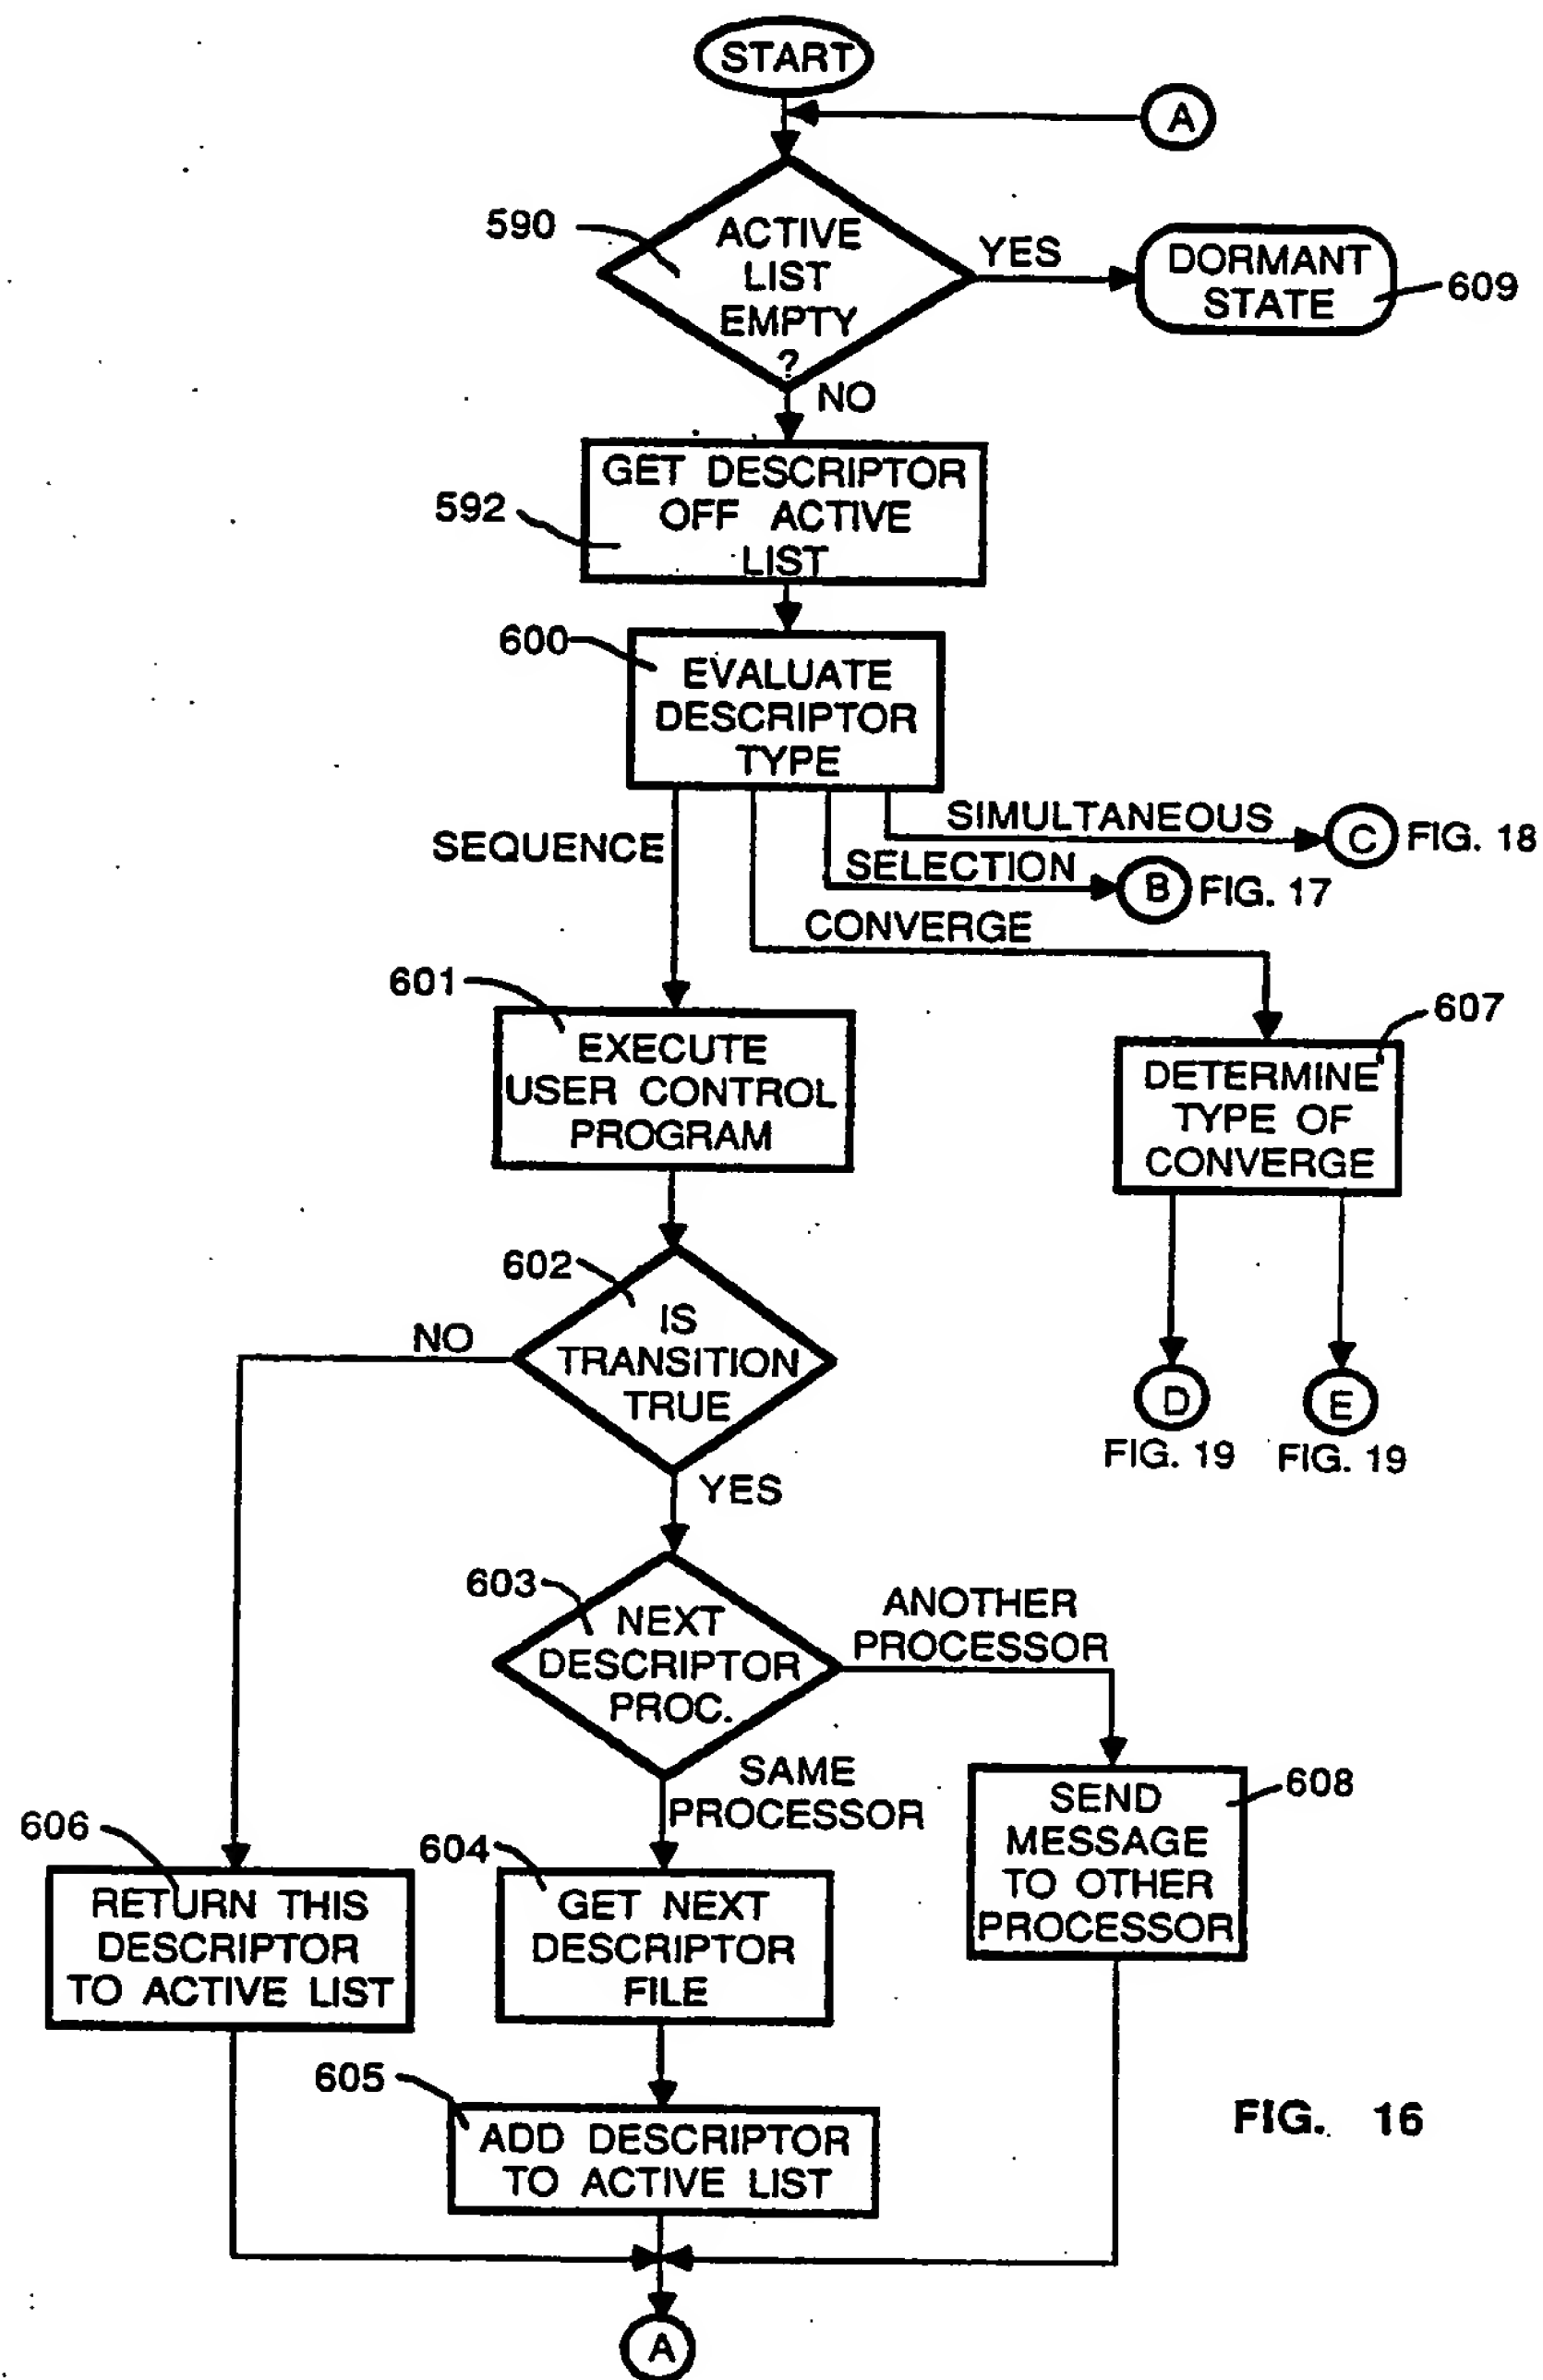 START
A
590
ACTIVE
LIST
EMPTY
?
YES
DORMANT
STATE
609
NO
592
GET DESCRIPTOR
OFF ACTIVE
LIST
600
EVALUATE
DESCRIPTOR
TYPE
SEQUENCE
SIMULTANEOUS
C
FIG. 18
SELECTION
B
FIG. 17
CONVERGE
601
EXECUTE
USER CONTROL
PROGRAM
607
DETERMINE
TYPE OF
CONVERGE
602
IS
TRANSITION
TRUE
NO
YES
D
FIG. 19
E
FIG. 19
603
NEXT
DESCRIPTOR
PROC.
ANOTHER
PROCESSOR
SAME
PROCESSOR
608
SEND
MESSAGE
TO OTHER
PROCESSOR
606
RETURN THIS
DESCRIPTOR
TO ACTIVE LIST
604
GET NEXT
DESCRIPTOR
FILE
605
ADD DESCRIPTOR
TO ACTIVE LIST
A
FIG. 16